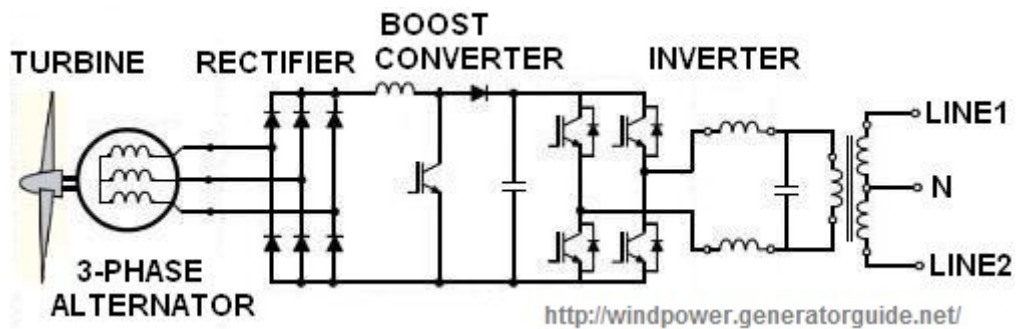 TURBINE
RECTIFIER
BOOST
CONVERTER
INVERTER
3-PHASE
ALTERNATOR
LINE1
N
LINE2
http://windpower.generatorguide.net/